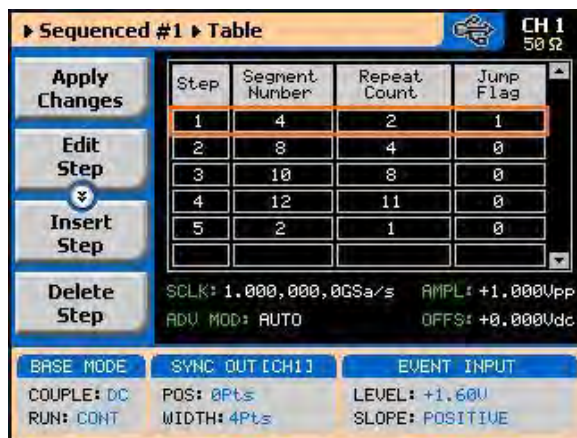 ▸ Sequenced #1 ▸ Table
CH 1
50 Ω
Apply Changes
Edit Step
Insert Step
Delete Step
Step Segment Number Repeat Count Jump Flag
1 4 2 1
2 8 4 0
3 10 8 0
4 12 11 0
5 2 1 0
SCLK: 1.000,000,0GSa/s AMPL: +1.000Vpp
ADV MOD: AUTO OFFS: +0.000Vdc
BASE MODE SYNC OUT[CH1] EVENT INPUT
COUPLE: DC POS: 0Pts LEVEL: +1.60V
RUN: CONT WIDTH: 4Pts SLOPE: POSITIVE